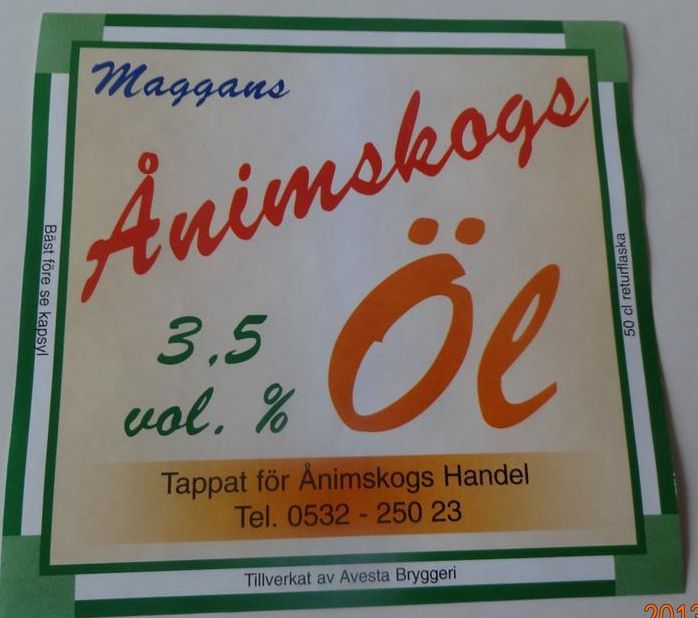 Maggans
Ånimskogs
Öl
3,5
vol. %
Bäst före se kapsyl
50 cl returflaska
Tappat för Ånimskogs Handel
Tel. 0532 - 250 23
Tillverkat av Avesta Bryggeri